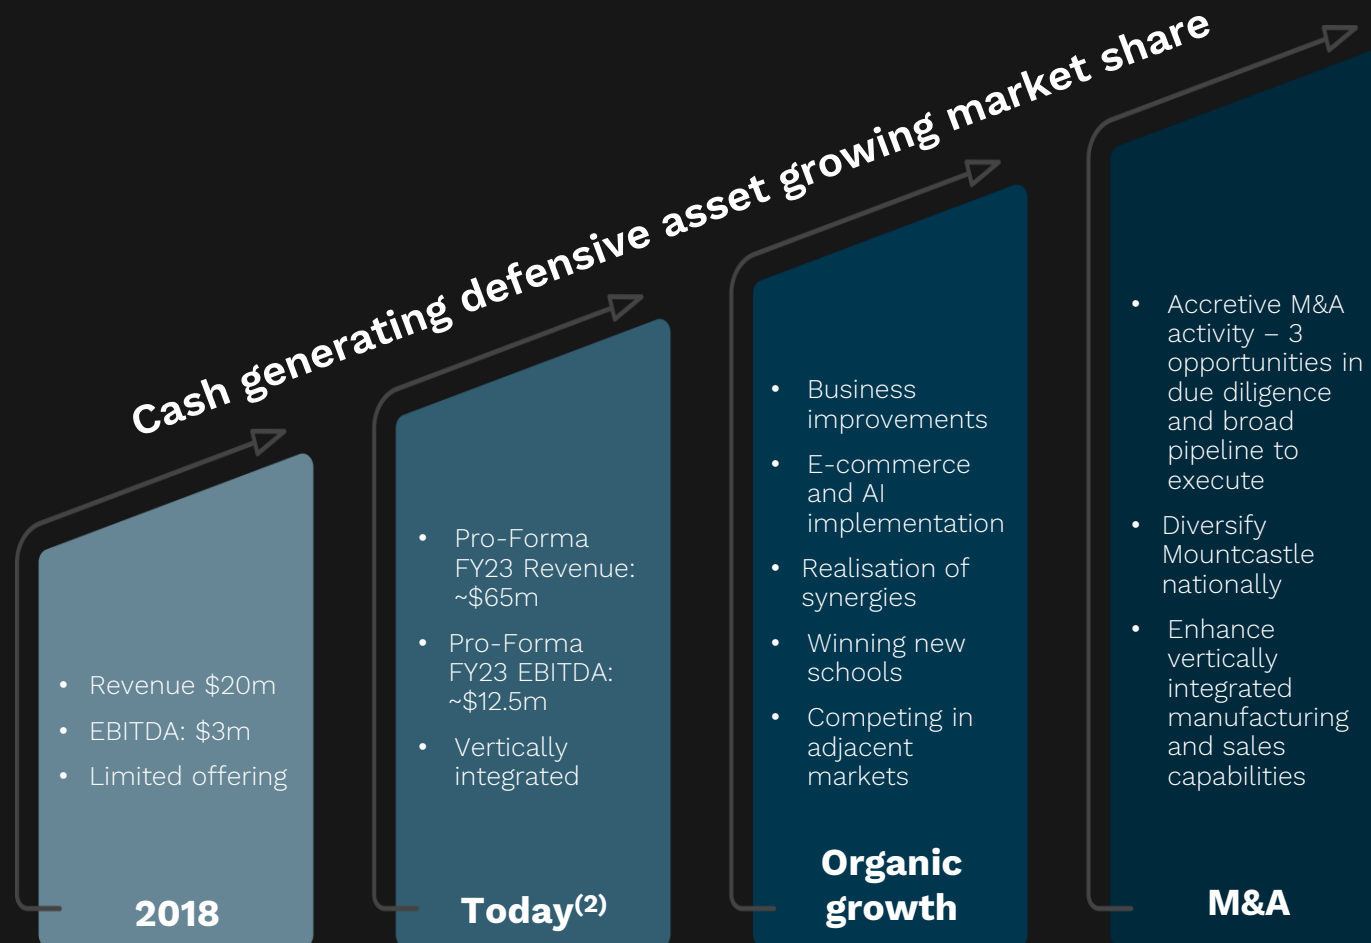 Cash generating defensive asset growing market share
• Revenue $20m
• EBITDA: $3m
• Limited offering
2018
• Pro-Forma
FY23 Revenue:
~$65m
• Pro-Forma
FY23 EBITDA:
~$12.5m
• Vertically
integrated
Today(2)
• Business
improvements
• E-commerce
and AI
implementation
• Realisation of
synergies
• Winning new
schools
• Competing in
adjacent
markets
Organic
growth
• Accretive M&A
activity – 3
opportunities in
due diligence
and broad
pipeline to
execute
• Diversify
Mountcastle
nationally
• Enhance
vertically
integrated
manufacturing
and sales
capabilities
M&A